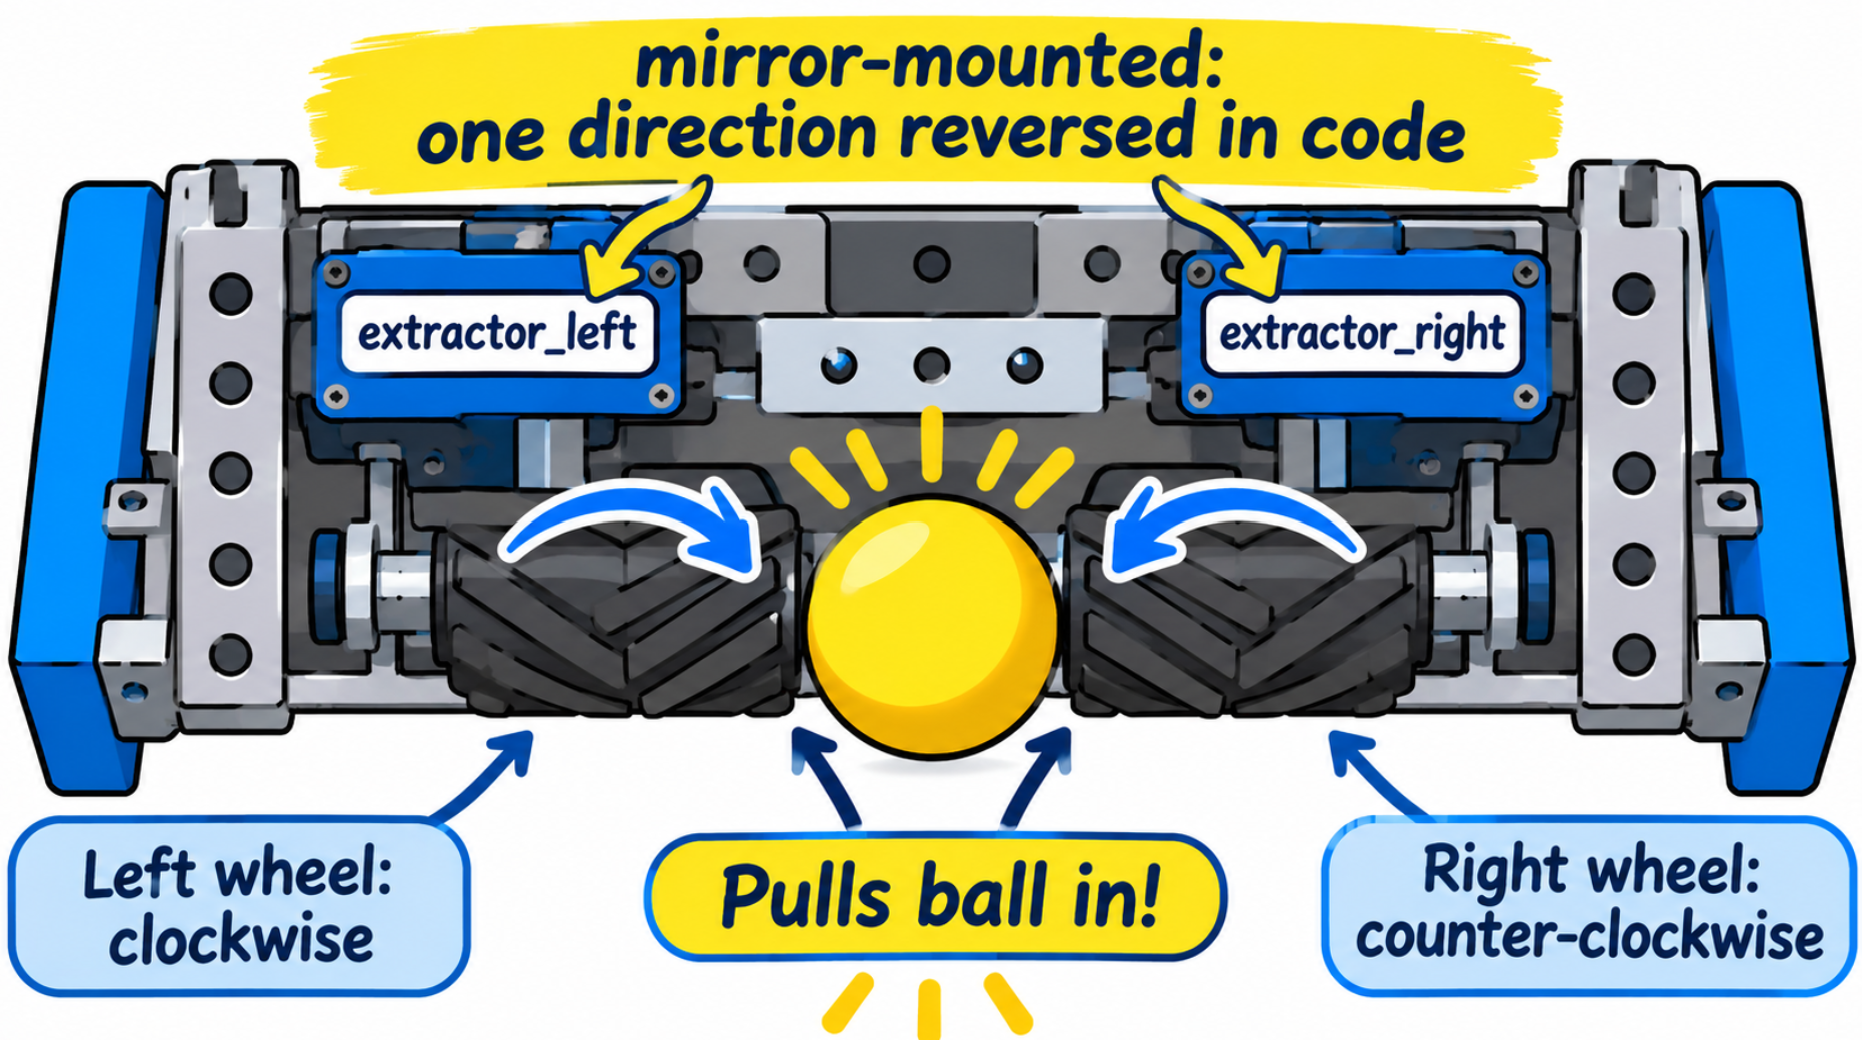 mirror-mounted:
one direction reversed in code
extractor_left
extractor_right
Left wheel:
clockwise
Pulls ball in!
Right wheel:
counter-clockwise